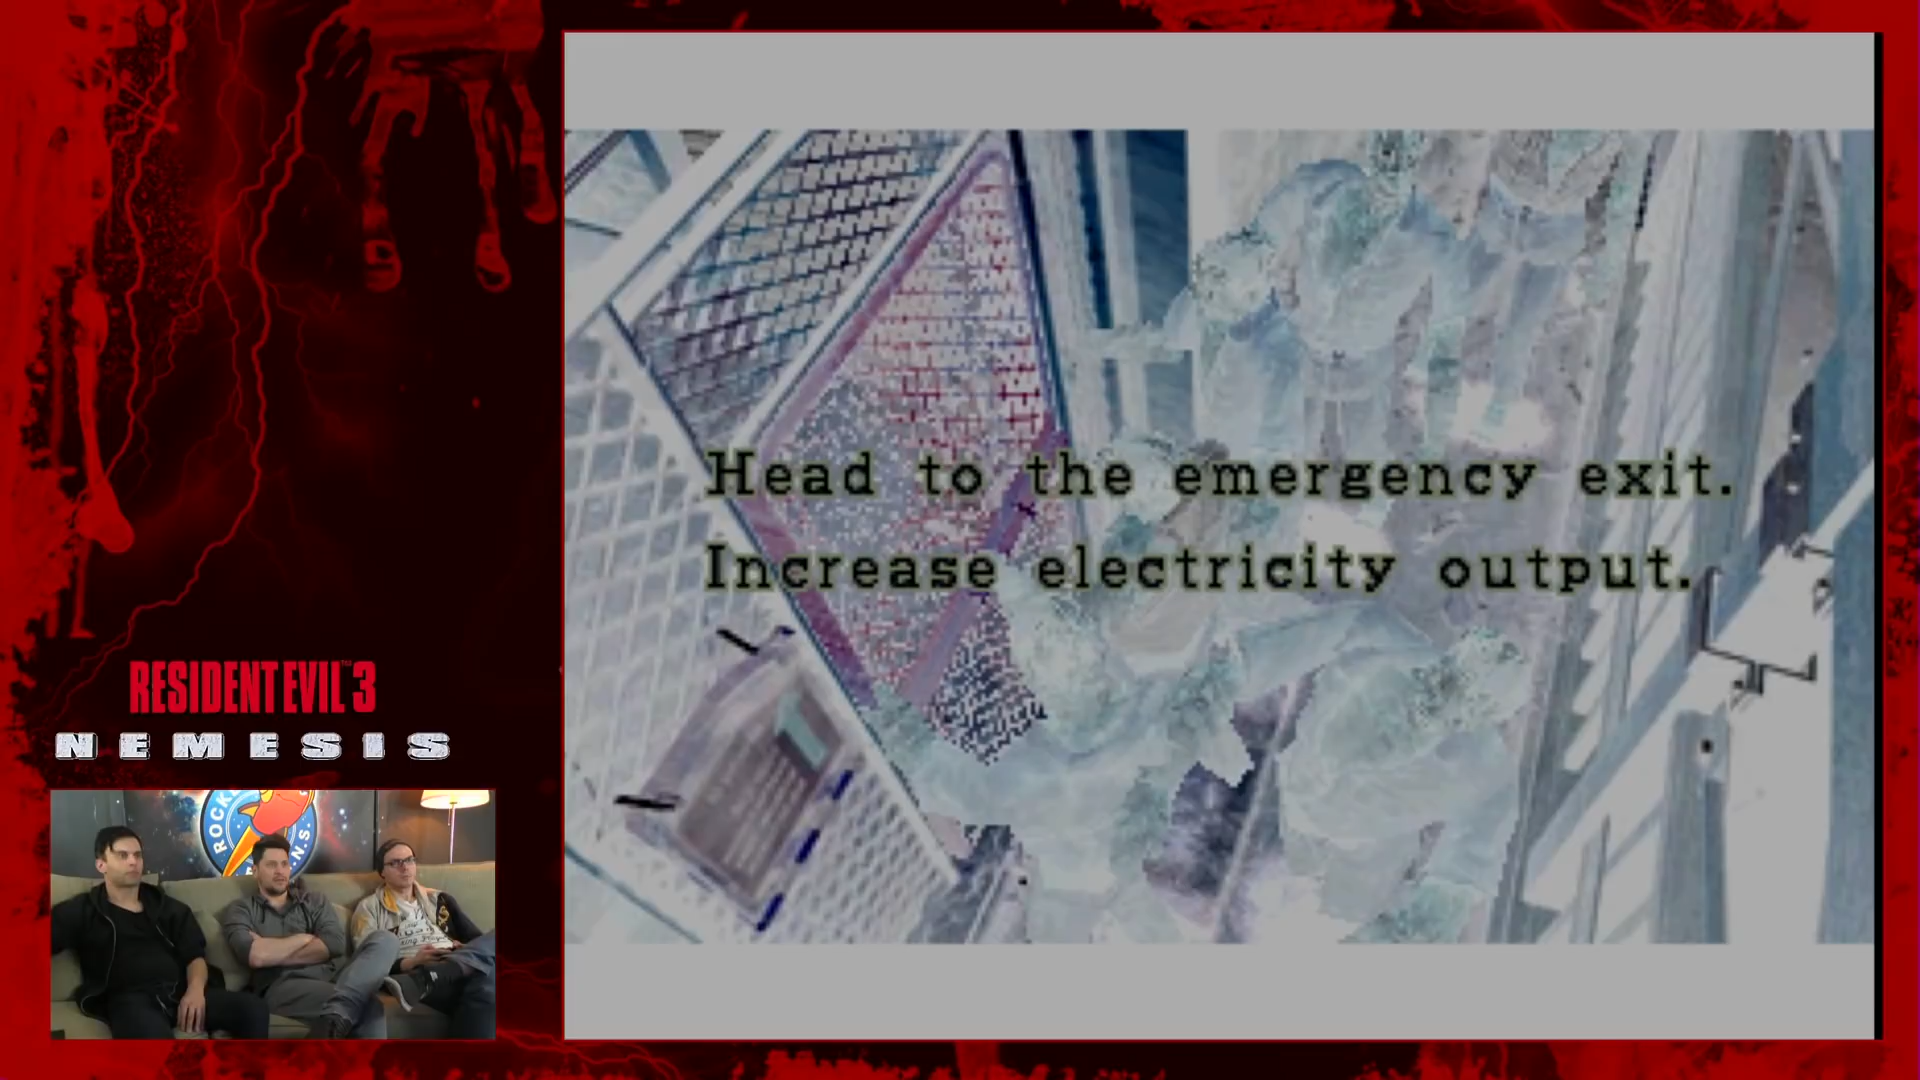 Head to the emergency exit.
Increase electricity output.
RESIDENT EVIL 3
NEMESIS